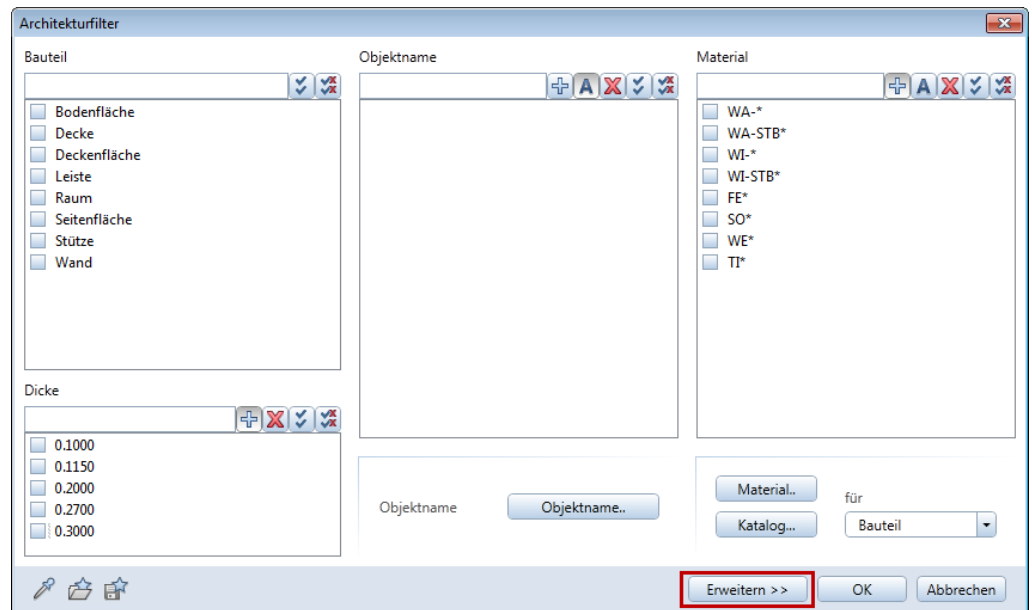 Architekturfilter
Bauteil
Bodenfläche
Decke
Deckenfläche
Leiste
Raum
Seitenfläche
Stütze
Wand
Dicke
0.1000
0.1150
0.2000
0.2700
0.3000
Objektname
A
Objektname
Objektname..
Material
A
WA-*
WA-STB*
WI-*
WI-STB*
FE*
SO*
WE*
TI*
Material..
Katalog...
für
Bauteil
Erweitern >>
OK
Abbrechen